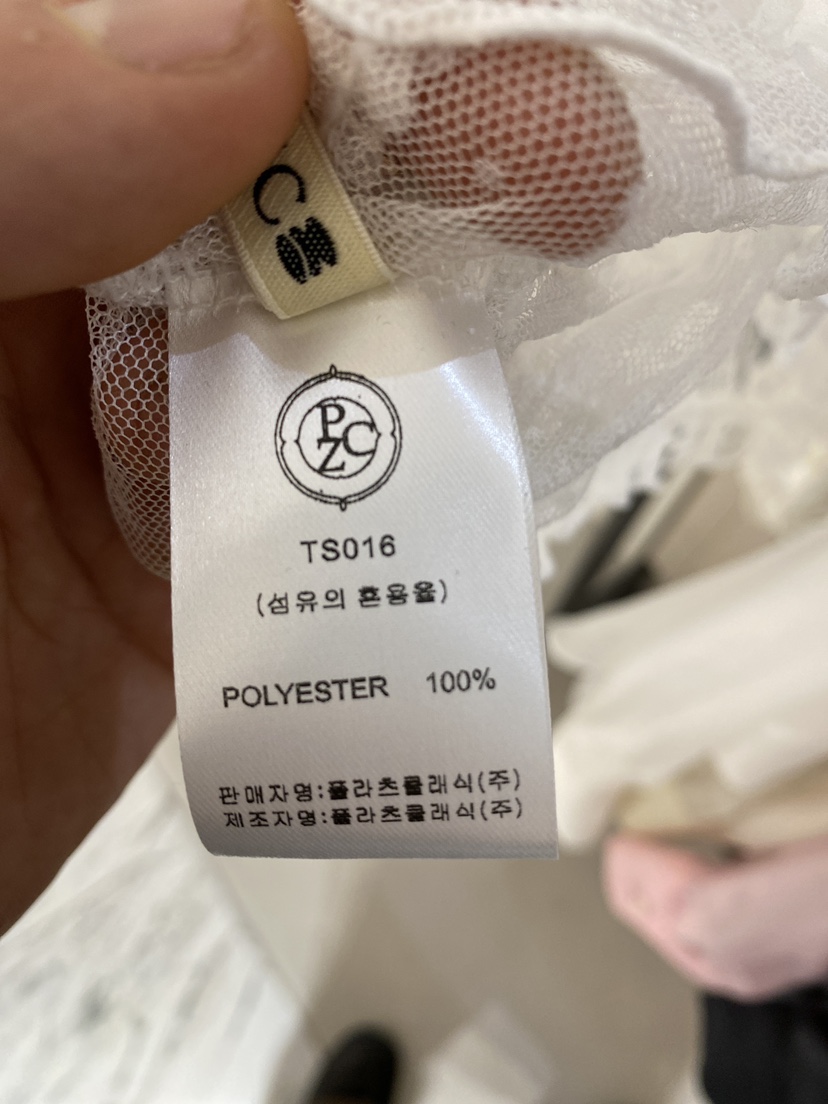 C
PZC
TS016
(섬유의 혼용율)
POLYESTER 100%
판매자명:플라츠클래식(주)
제조자명:플라츠클래식(주)